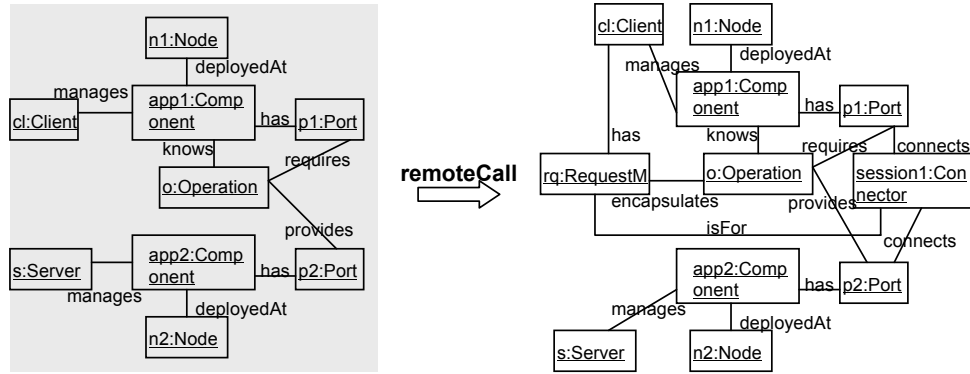 n1:Node
deployedAt
manages
app1:Comp
onent
cl:Client
has
p1:Port
knows
requires
o:Operation
provides
s:Server
app2:Comp
onent
has
p2:Port
manages
deployedAt
n2:Node
remoteCall
cl:Client
n1:Node
manages
deployedAt
app1:Comp
onent
has
p1:Port
has
knows
requires
connects
rq:RequestM
o:Operation
session1:Con
nector
encapsulates
provides
isFor
connects
app2:Comp
onent
has
p2:Port
manages
deployedAt
s:Server
n2:Node